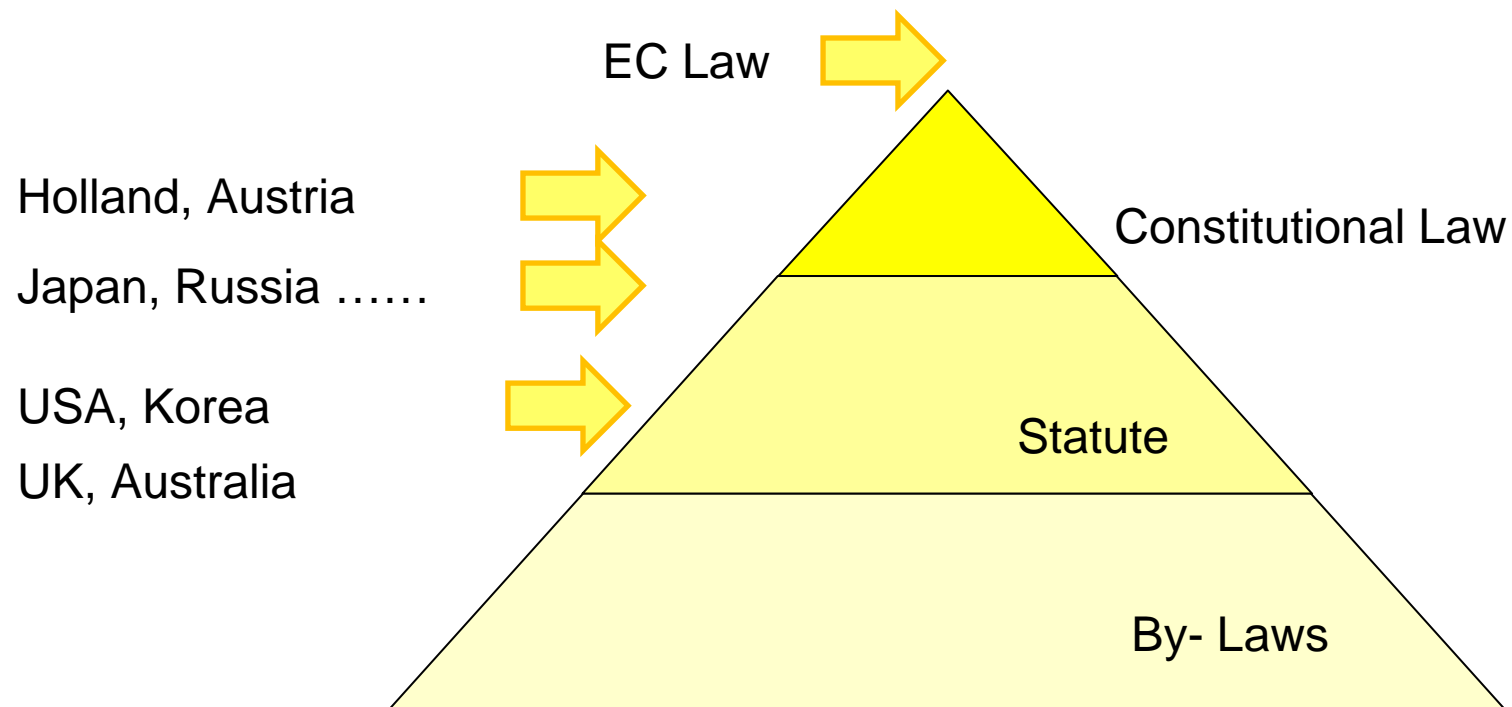 EC Law
Holland, Austria
Constitutional Law
Japan, Russia ……
USA, Korea
Statute
UK, Australia
By- Laws